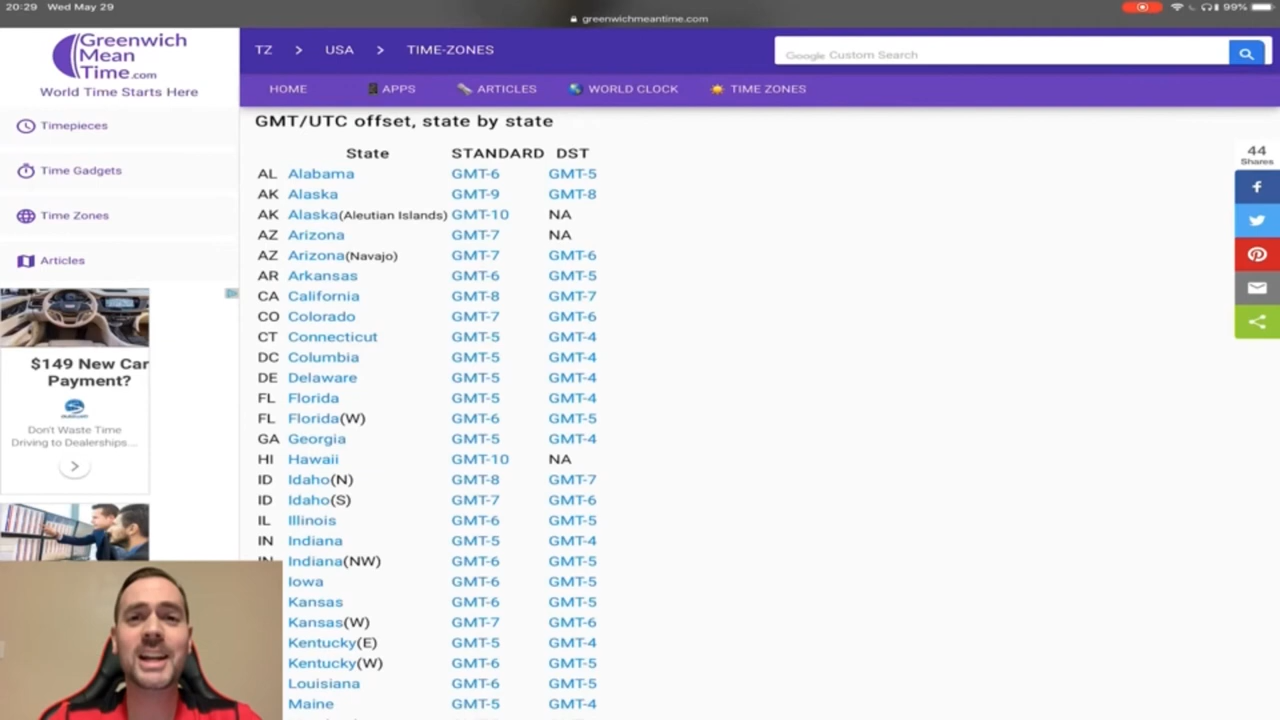 20:29 Wed May 29
greenwichmeantime.com
99%
Greenwich
Mean
Time.com
World Time Starts Here
TZ > USA > TIME-ZONES
Google Custom Search
HOME APPS ARTICLES WORLD CLOCK TIME ZONES
Timepieces
Time Gadgets
Time Zones
Articles
$149 New Car
Payment?
Don't Waste Time
Driving to Dealerships...
GMT/UTC offset, state by state
State STANDARD DST
AL Alabama GMT-6 GMT-5
AK Alaska GMT-9 GMT-8
AK Alaska(Aleutian Islands) GMT-10 NA
AZ Arizona GMT-7 NA
AZ Arizona(Navajo) GMT-7 GMT-6
AR Arkansas GMT-6 GMT-5
CA California GMT-8 GMT-7
CO Colorado GMT-7 GMT-6
CT Connecticut GMT-5 GMT-4
DC Columbia GMT-5 GMT-4
DE Delaware GMT-5 GMT-4
FL Florida GMT-5 GMT-4
FL Florida(W) GMT-6 GMT-5
GA Georgia GMT-5 GMT-4
HI Hawaii GMT-10 NA
ID Idaho(N) GMT-8 GMT-7
ID Idaho(S) GMT-7 GMT-6
IL Illinois GMT-6 GMT-5
IN Indiana GMT-5 GMT-4
IN Indiana(NW) GMT-6 GMT-5
Iowa GMT-6 GMT-5
Kansas GMT-6 GMT-5
Kansas(W) GMT-7 GMT-6
Kentucky(E) GMT-5 GMT-4
Kentucky(W) GMT-6 GMT-5
Louisiana GMT-6 GMT-5
Maine GMT-5 GMT-4
44
Shares